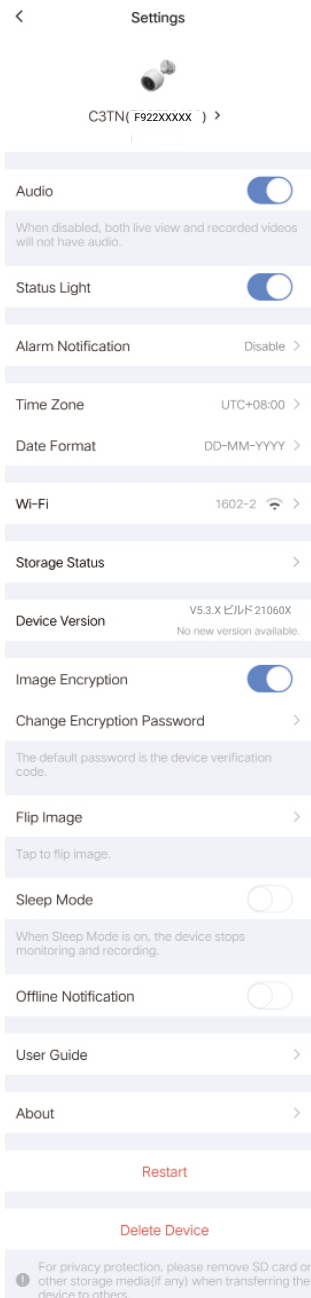 Settings
C3TN( F922XXXXX )
Audio
When disabled, both live view and recorded videos
will not have audio.
Status Light
Alarm Notification Disable
Time Zone UTC+08:00
Date Format DD-MM-YYYY
Wi-Fi 1602-2
Storage Status
Device Version V5.3.X ビルド 21060X
No new version available.
Image Encryption
Change Encryption Password
The default password is the device verification
code.
Flip Image
Tap to flip image.
Sleep Mode
When Sleep Mode is on, the device stops
monitoring and recording.
Offline Notification
User Guide
About
Restart
Delete Device
For privacy protection, please remove SD card or
other storage media(if any) when transferring the
device to others.